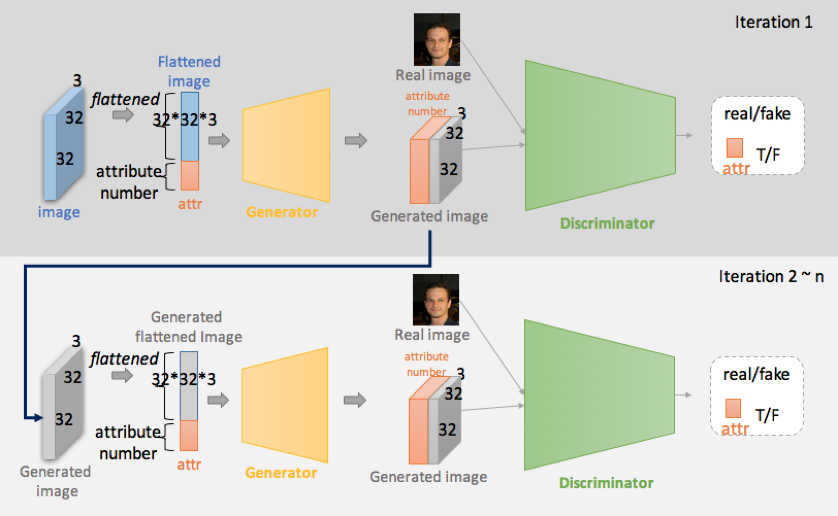 Iteration 1
Flattened
image
3
flattened
32
32*32*3
32
attribute
number
image
attr
Generator
Real image
attribute
number
3
32
32
Generated image
Discriminator
real/fake
T/F
attr
Iteration 2 ~ n
Generated
flattened Image
3
flattened
32
32*32*3
32
attribute
number
Generated
image
attr
Generator
Real image
attribute
number
3
32
32
Generated image
Discriminator
real/fake
T/F
attr